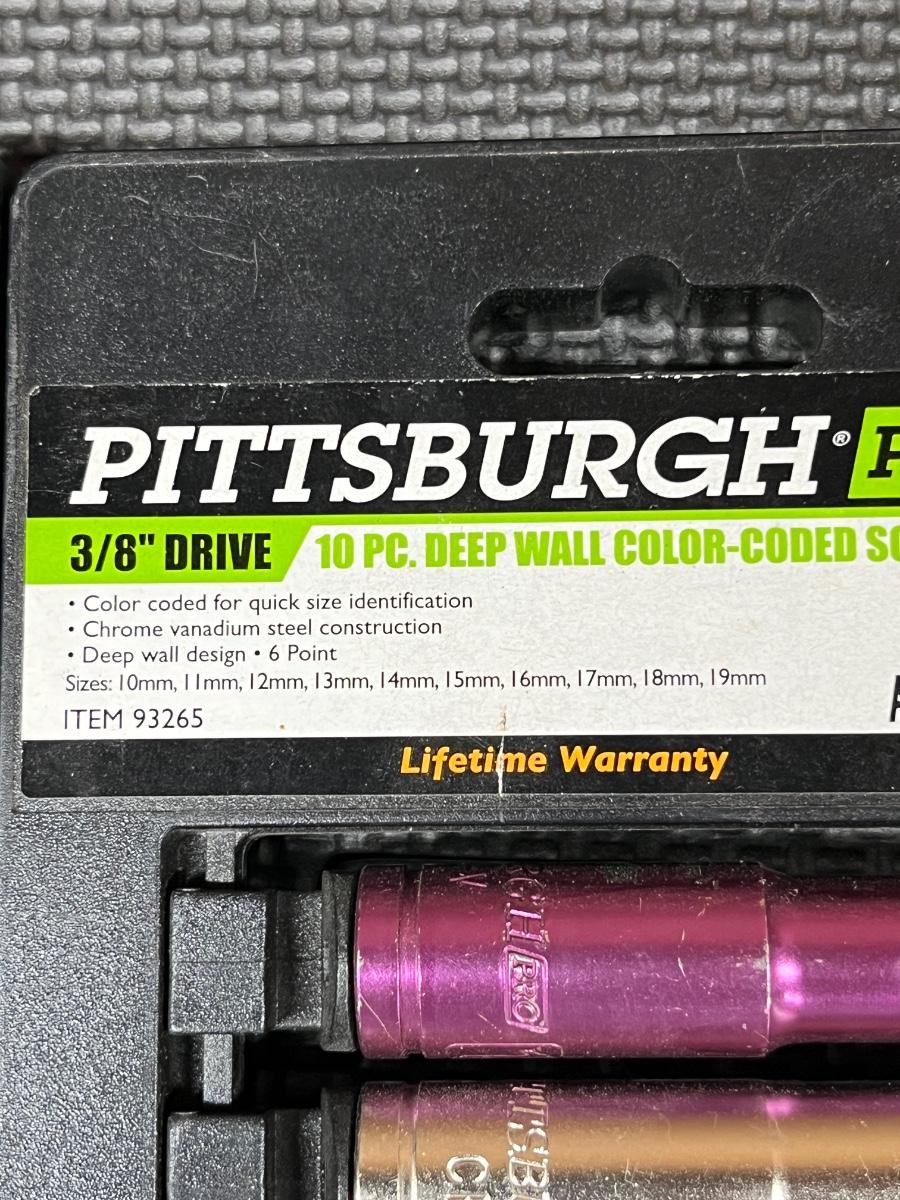 PITTSBURGH®
3/8" DRIVE 10 PC. DEEP WALL COLOR-CODED
• Color coded for quick size identification
• Chrome vanadium steel construction
• Deep wall design • 6 Point
Sizes: 10mm, 11mm, 12mm, 13mm, 14mm, 15mm, 16mm, 17mm, 18mm, 19mm
ITEM 93265
Lifetime Warranty
PRO